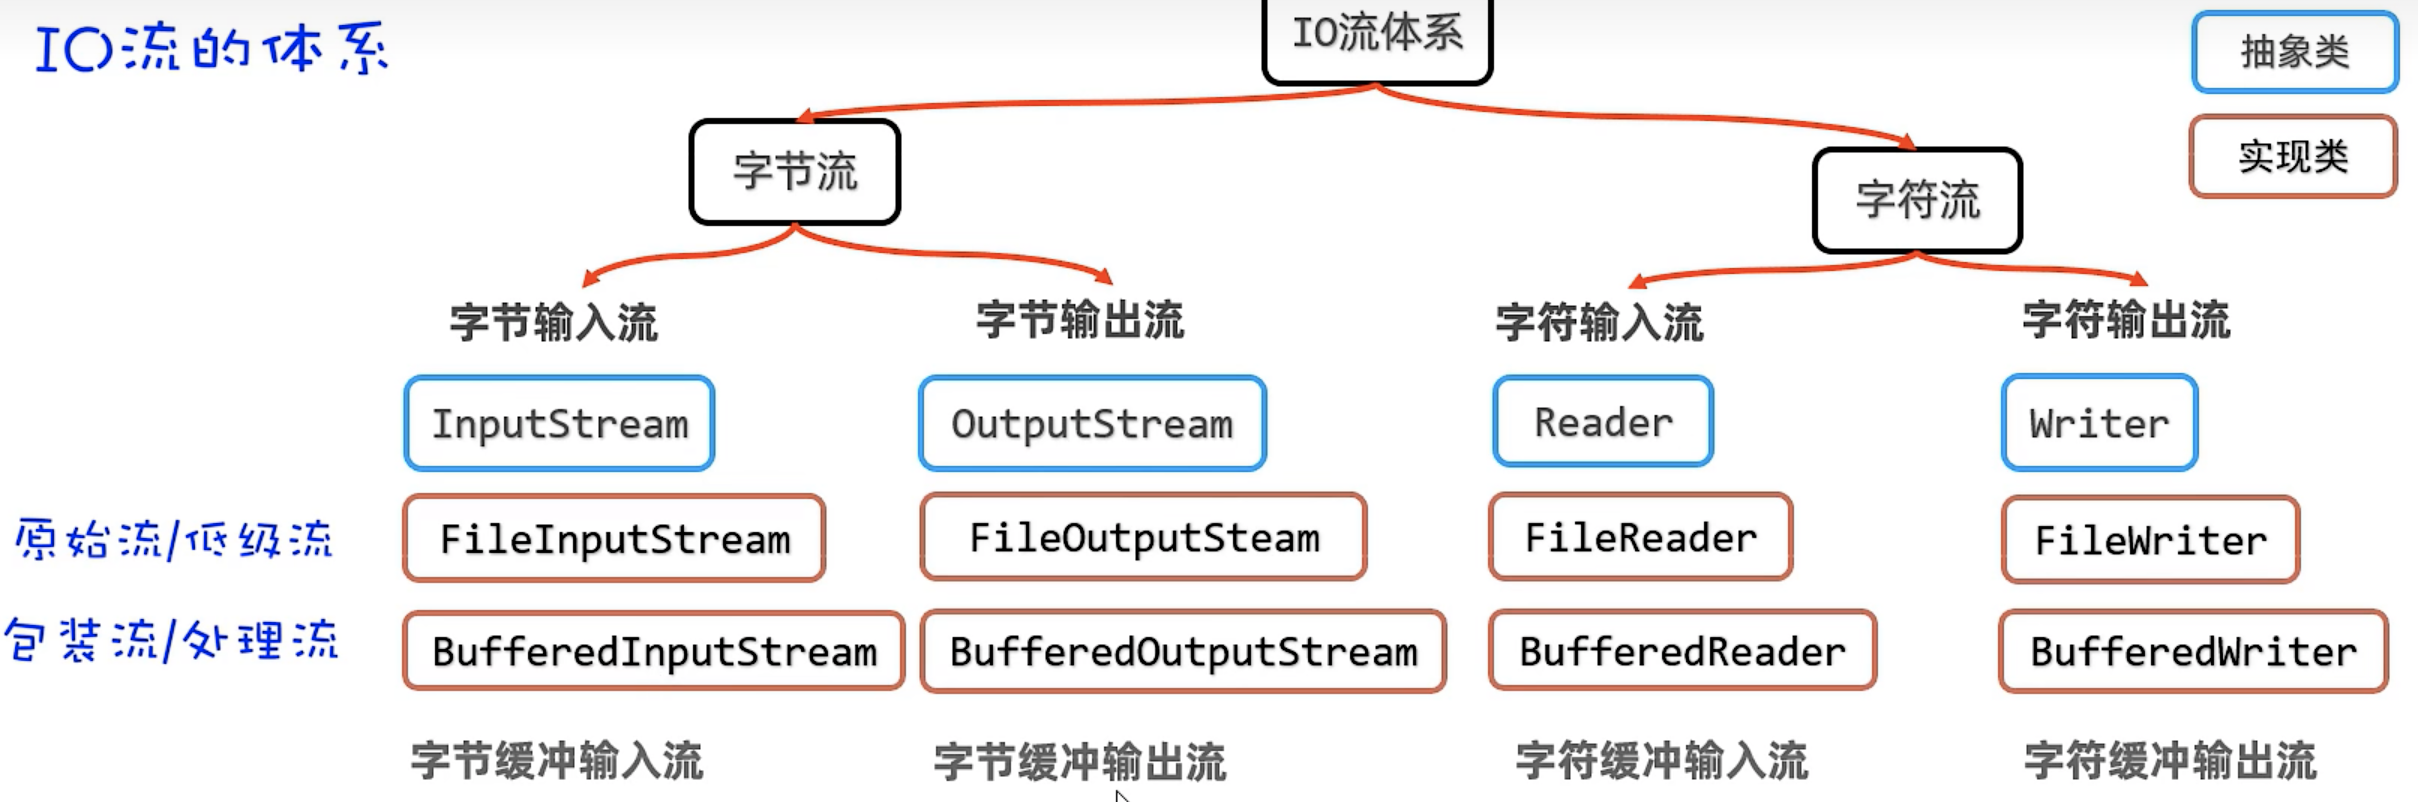 IO流的体系
IO流体系
抽象类
实现类
字节流
字符流
字节输入流
字节输出流
字符输入流
字符输出流
InputStream
OutputStream
Reader
Writer
原始流/低级流
FileInputStream
FileOutputSteam
FileReader
FileWriter
包装流/处理流
BufferedInputStream
BufferedOutputStream
BufferedReader
BufferedWriter
字节缓冲输入流
字节缓冲输出流
字符缓冲输入流
字符缓冲输出流